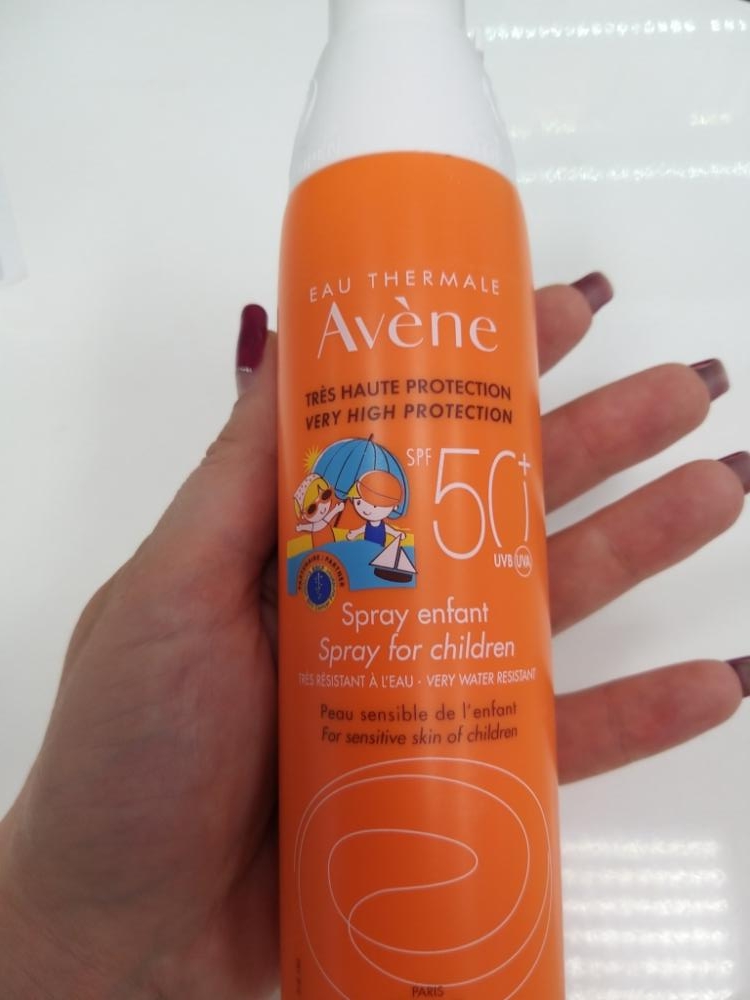 EAU THERMALE
Avène
TRÈS HAUTE PROTECTION
VERY HIGH PROTECTION
SPF 50+
UVB UVA
Spray enfant
Spray for children
TRÈS RÉSISTANT À L'EAU - VERY WATER RESISTANT
Peau sensible de l'enfant
For sensitive skin of children
PARIS